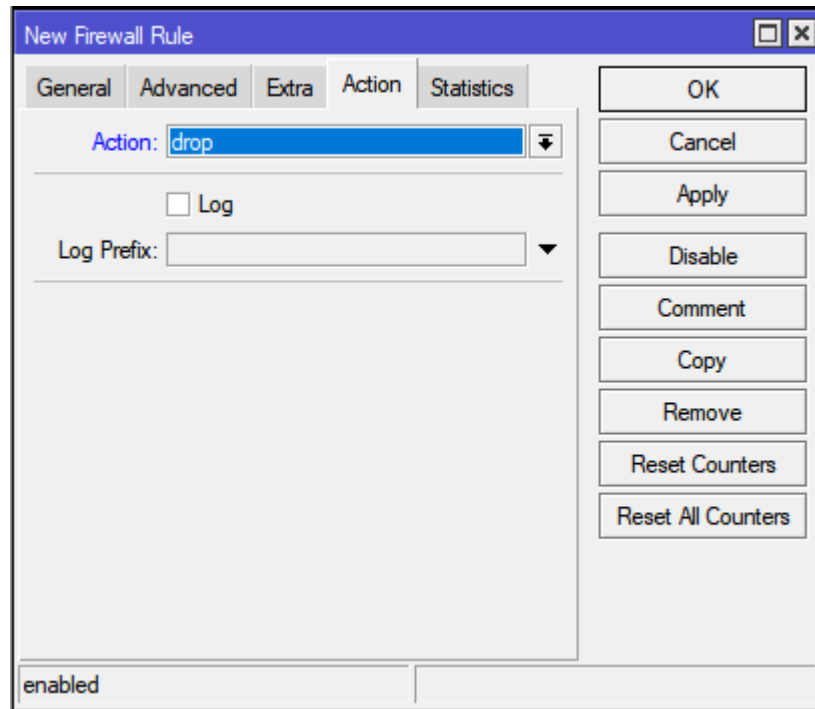 New Firewall Rule
General Advanced Extra Action Statistics
Action: drop
Log
Log Prefix:
OK
Cancel
Apply
Disable
Comment
Copy
Remove
Reset Counters
Reset All Counters
enabled